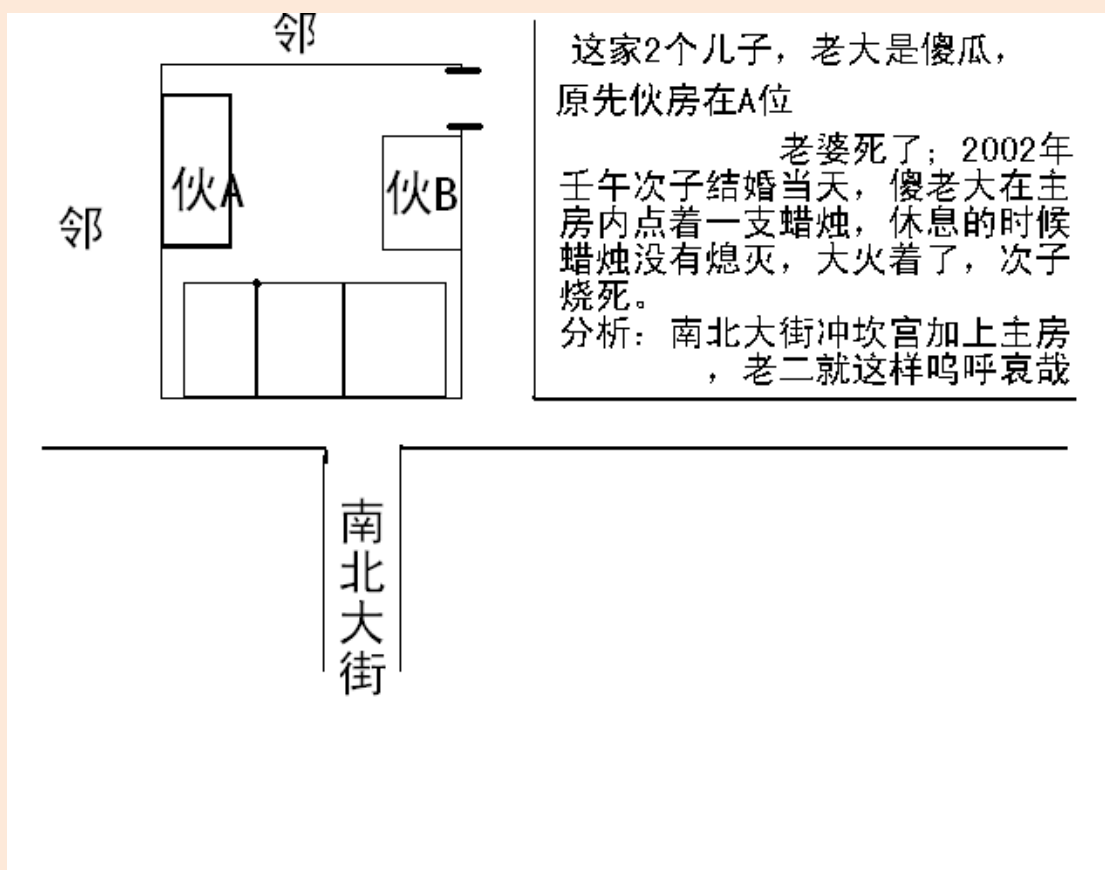 邻
邻
伙A
伙B
这家2个儿子，老大是傻瓜，
原先伙房在A位
老婆死了；2002年
壬午次子结婚当天，傻老大在主
房内点着一支蜡烛，休息的时候
蜡烛没有熄灭，大火着了，次子
烧死。
分析：南北大街冲坎宫加上主房
，老二就这样呜呼哀哉
南
北
大
街